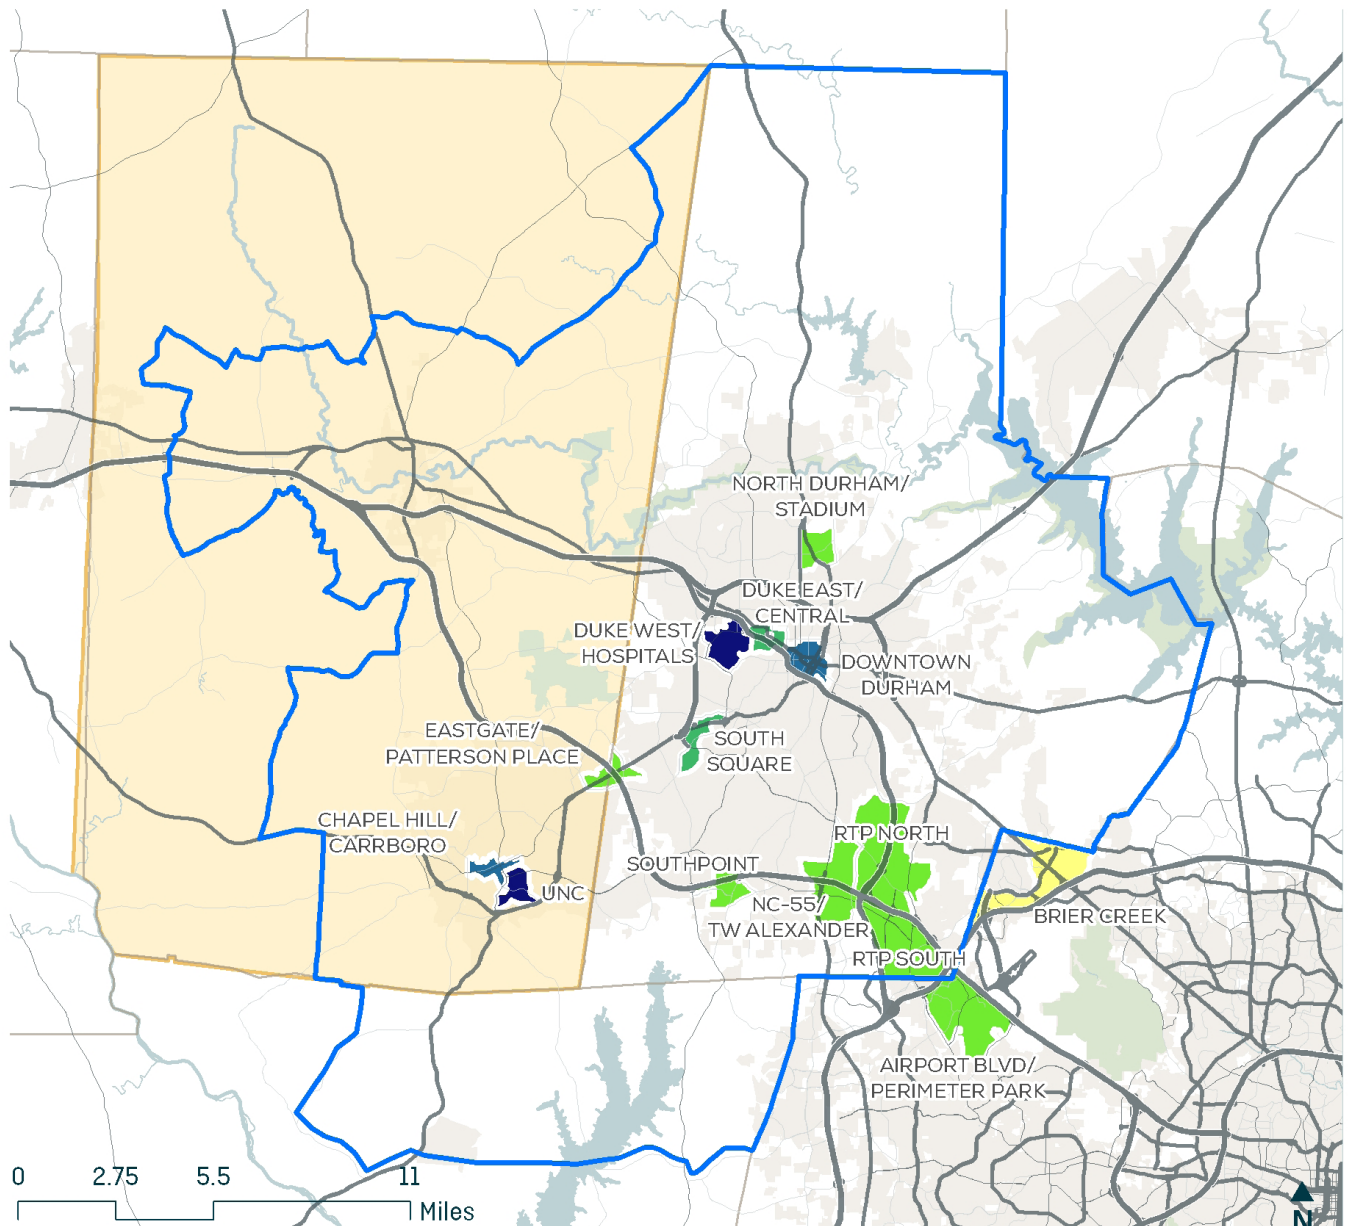 NORTH DURHAM/
STADIUM
DUKE EAST/
CENTRAL
DUKE WEST/
HOSPITALS
DOWNTOWN
DURHAM
EASTGATE/
PATTERSON PLACE
SOUTH
SQUARE
CHAPEL HILL/
CARRBORO
RTP NORTH
SOUTHPOINT
UNC
NC-55/
TW ALEXANDER
BRIER CREEK
RTP SOUTH
AIRPORT BLVD/
PERIMETER PARK
0 2.75 5.5 11
Miles
N